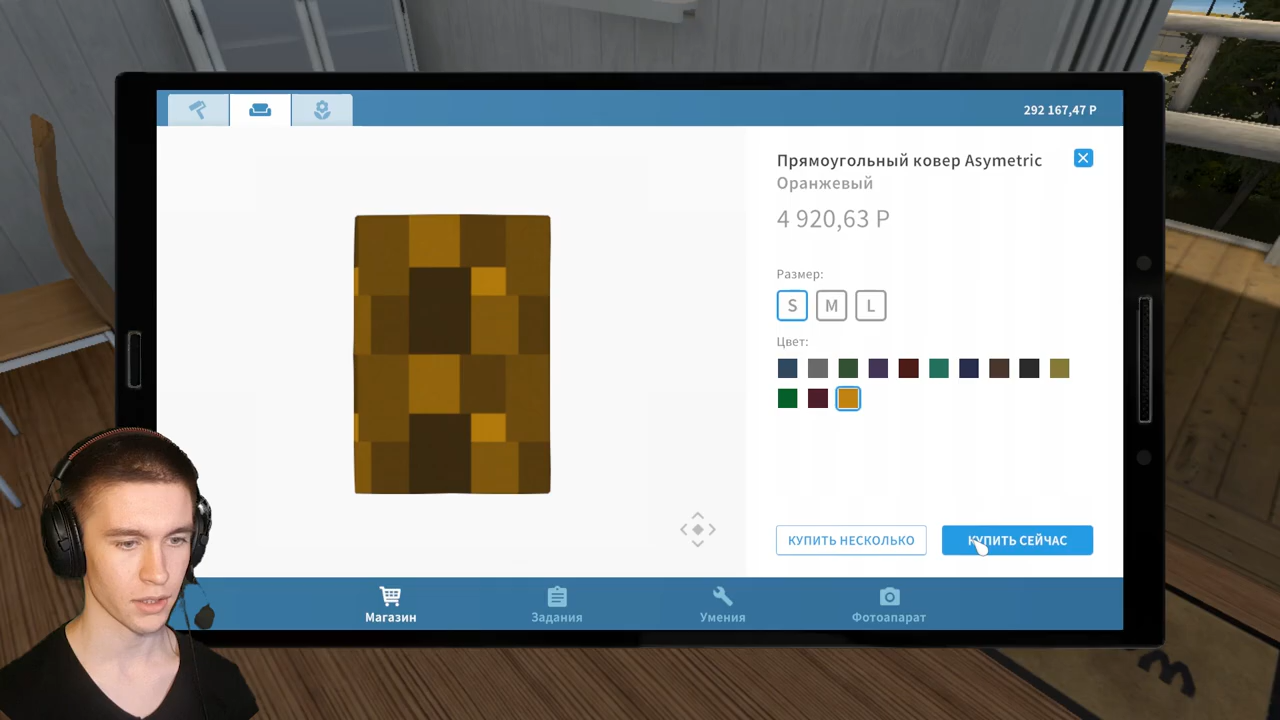 292 167,47 Р
Прямоугольный ковер Asymetric
Оранжевый
4 920,63 Р
Размер:
S M L
Цвет:
КУПИТЬ НЕСКОЛЬКО
КУПИТЬ СЕЙЧАС
Магазин
Задания
Умения
Фотоапарат